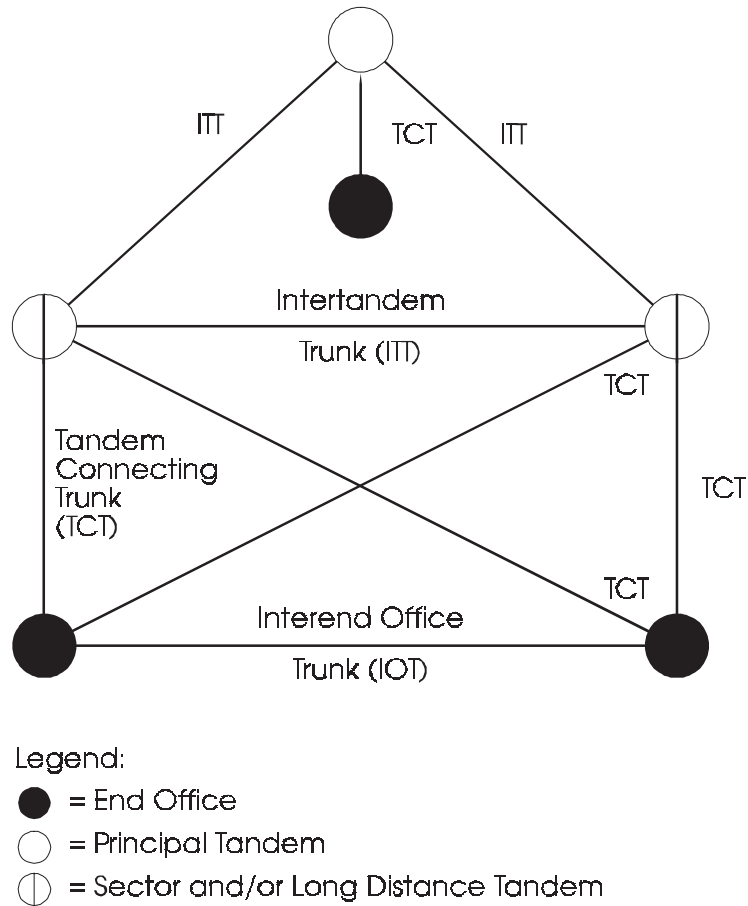 ITT
TCT
ITT
Intertandem
Trunk (ITT)
TCT
Tandem
Connecting
Trunk
(TCT)
TCT
TCT
Interend Office
Trunk (IOT)
Legend:
= End Office
= Principal Tandem
= Sector and/or Long Distance Tandem